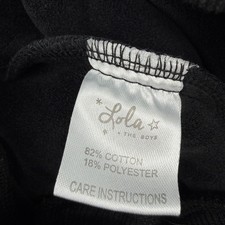 Lola
+ THE BOYS
82% COTTON
18% POLYESTER
CARE INSTRUCTIONS